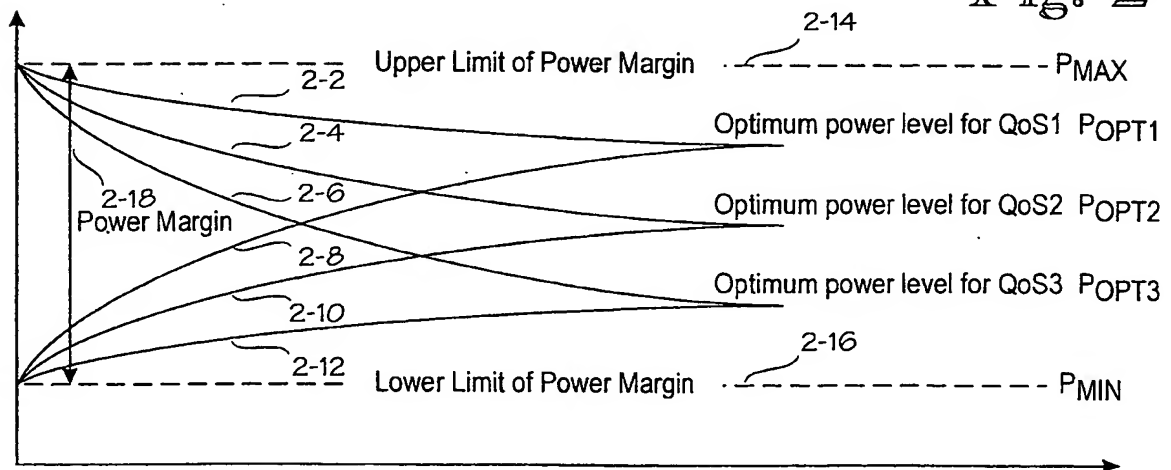 Fig. 2
2-14
Upper Limit of Power Margin
PMAX
2-2
2-4
Optimum power level for QoS1 POPT1
2-18
2-6
Power Margin
Optimum power level for QoS2 POPT2
2-8
2-10
Optimum power level for QoS3 POPT3
2-12
2-16
Lower Limit of Power Margin
PMIN